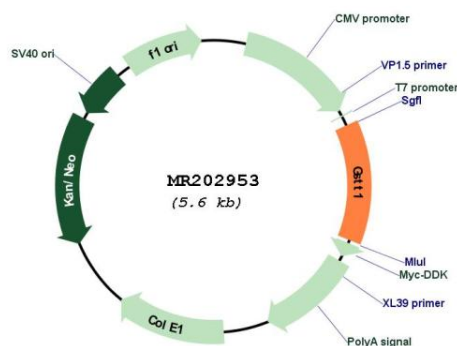 CMV promoter
SV40 ori
f1 ori
VP1.5 primer
T7 promoter
SgfI
Kan/Neo
MR202953
(5.6 kb)
Gstt1
MluI
Myc-DDK
XL39 primer
Col E1
PolyA signal